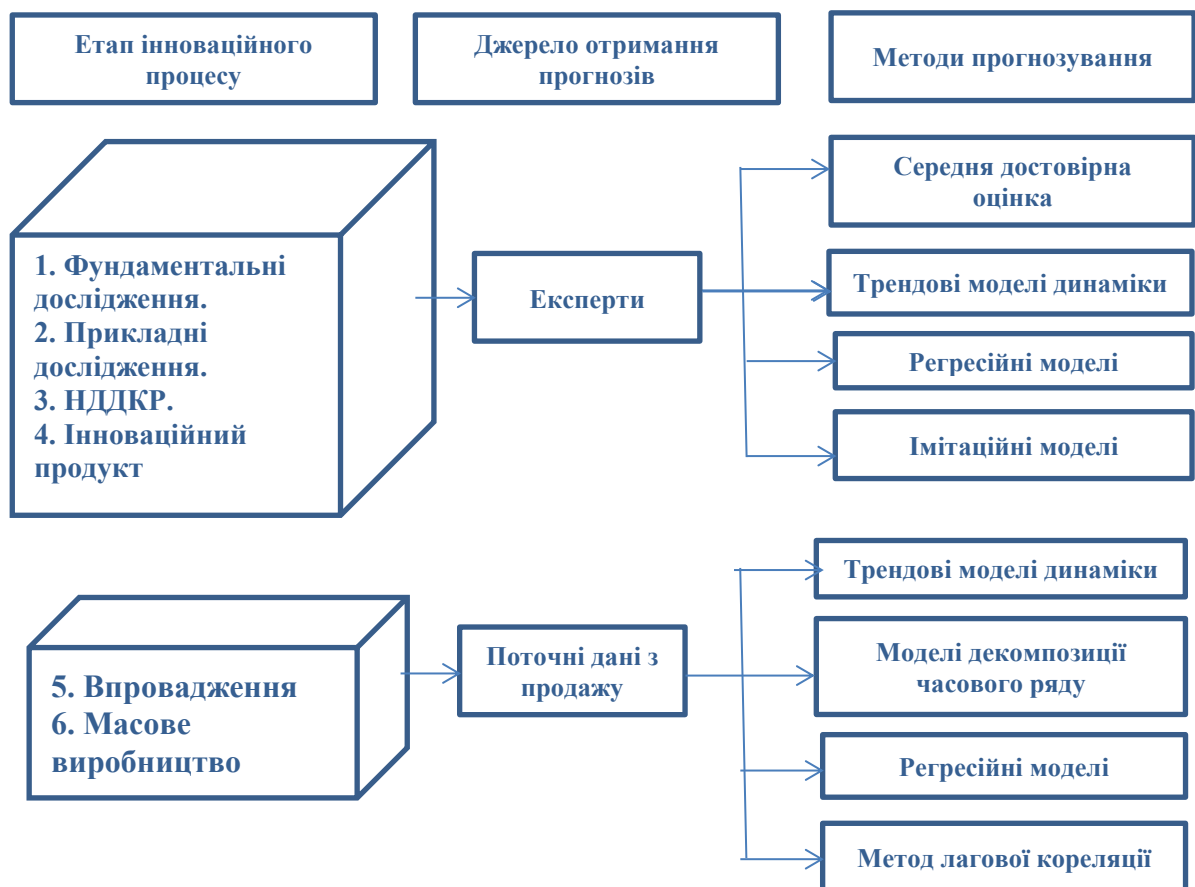 Етап інноваційного
процесу
Джерело отримання
прогнозів
Методи прогнозування
1. Фундаментальні
дослідження.
2. Прикладні
дослідження.
3. НДДКР.
4. Інноваційний
продукт
Експерти
Середня достовірна
оцінка
Трендові моделі динаміки
Регресійні моделі
Імітаційні моделі
5. Впровадження
6. Масове
виробництво
Поточні дані з
продажу
Трендові моделі динаміки
Моделі декомпозиції
часового ряду
Регресійні моделі
Метод лагової кореляції